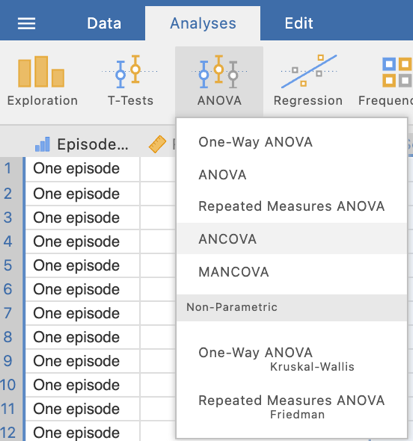 Data Analyses Edit
Exploration T-Tests ANOVA Regression
One-Way ANOVA
ANOVA
Repeated Measures ANOVA
ANCOVA
MANCOVA
Non-Parametric
One-Way ANOVA
Kruskal-Wallis
Repeated Measures ANOVA
Friedman
Episode...
1 One episode
2 One episode
3 One episode
4 One episode
5 One episode
6 One episode
7 One episode
8 One episode
9 One episode
10 One episode
11 One episode
12 One episode